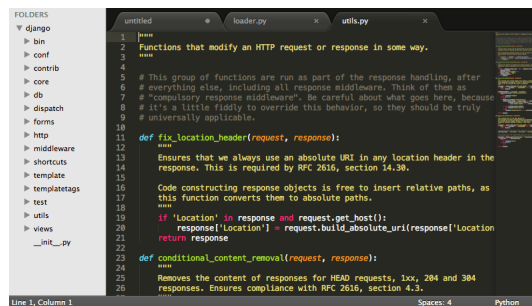 FOLDERS
django
bin
conf
contrib
core
db
dispatch
forms
http
middleware
shortcuts
template
templatetags
test
utils
views
__init__.py
untitled
loader.py
utils.py
1 """
2 Functions that modify an HTTP request or response in some way.
3 """
4
5 # This group of functions are run as part of the response handling, after
6 # everything else, including all response middleware. Think of them as
7 # "compulsory response middleware". Be careful about what goes here, because
8 # it's a little fiddly to override this behavior, so they should be truly
9 # universally applicable.
10
11 def fix_location_header(request, response):
12 """
13 Ensures that we always use an absolute URI in any location header in the
14 response. This is required by RFC 2616, section 14.30.
15
16 Code constructing response objects is free to insert relative paths, as
17 this function converts them to absolute paths.
18 """
19 if 'Location' in response and request.get_host():
20 response['Location'] = request.build_absolute_uri(response['Location
21 return response
22
23 def conditional_content_removal(request, response):
24 """
25 Removes the content of responses for HEAD requests, 1xx, 204 and 304
26 responses. Ensures compliance with RFC 2616, section 4.3.
Line 1, Column 1
Spaces: 4
Python